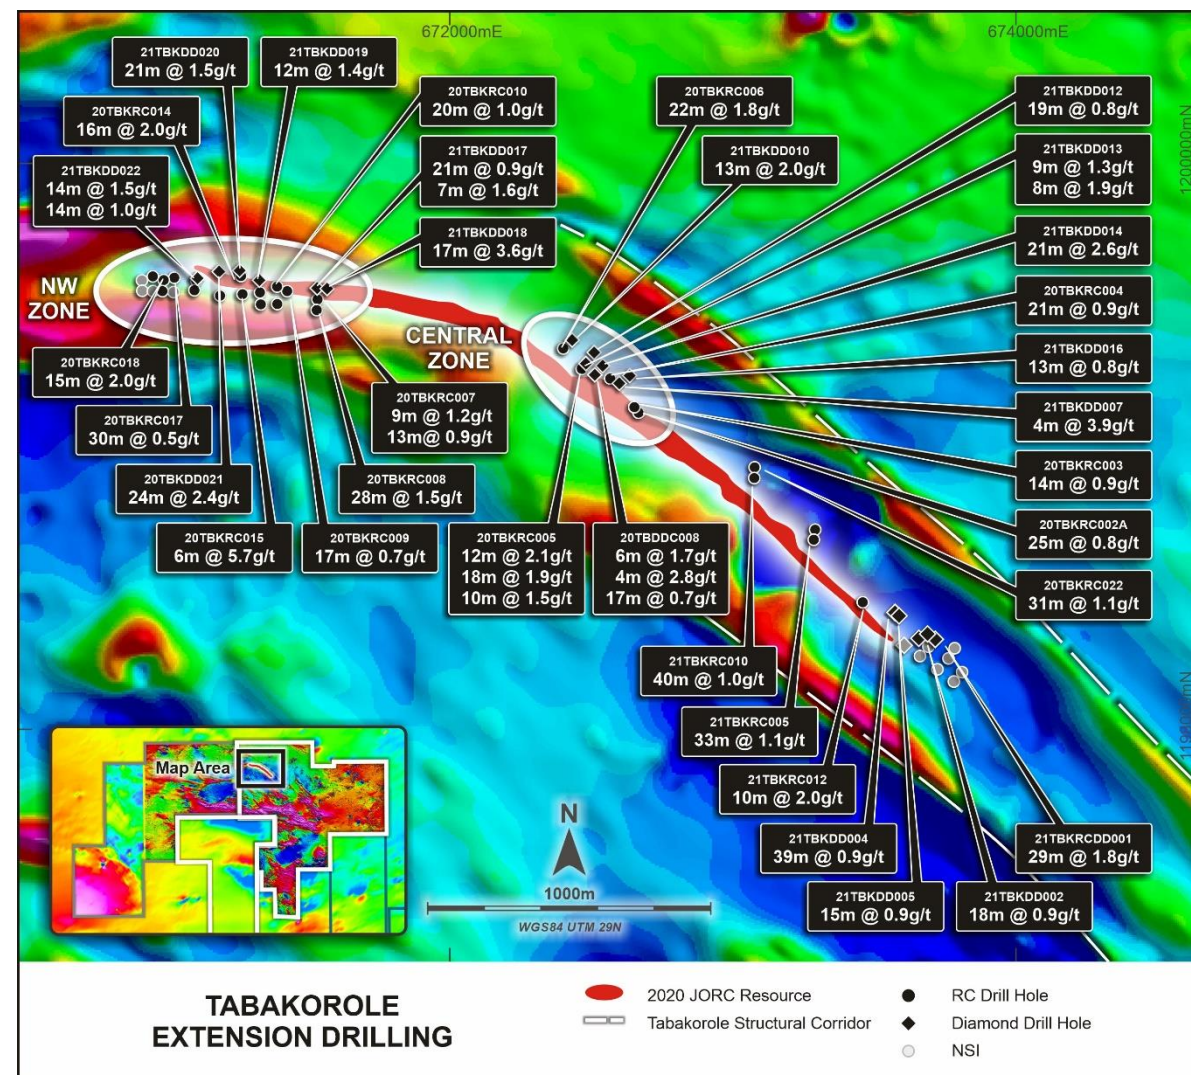 672000mE
674000mE
1200000mN
1198000mN
21TBKDD020
21m @ 1.5g/t
21TBKDD019
12m @ 1.4g/t
20TBKRC014
16m @ 2.0g/t
20TBKRC010
20m @ 1.0g/t
21TBKDD022
14m @ 1.5g/t
14m @ 1.0g/t
21TBKDD017
21m @ 0.9g/t
7m @ 1.6g/t
21TBKDD018
17m @ 3.6g/t
20TBKRC006
22m @ 1.8g/t
21TBKDD010
13m @ 2.0g/t
21TBKDD012
19m @ 0.8g/t
21TBKDD013
9m @ 1.3g/t
8m @ 1.9g/t
21TBKDD014
21m @ 2.6g/t
20TBKRC004
21m @ 0.9g/t
21TBKDD016
13m @ 0.8g/t
21TBKDD007
4m @ 3.9g/t
20TBKRC003
14m @ 0.9g/t
20TBKRC002A
25m @ 0.8g/t
20TBKRC022
31m @ 1.1g/t
NW
ZONE
CENTRAL
ZONE
20TBKRC018
15m @ 2.0g/t
20TBKRC017
30m @ 0.5g/t
20TBKDD021
24m @ 2.4g/t
20TBKRC015
6m @ 5.7g/t
20TBKRC009
17m @ 0.7g/t
20TBKRC007
9m @ 1.2g/t
13m@ 0.9g/t
20TBKRC008
28m @ 1.5g/t
20TBKRC005
12m @ 2.1g/t
18m @ 1.9g/t
10m @ 1.5g/t
20TBDDC008
6m @ 1.7g/t
4m @ 2.8g/t
17m @ 0.7g/t
21TBKRC010
40m @ 1.0g/t
21TBKRC005
33m @ 1.1g/t
21TBKRC012
10m @ 2.0g/t
21TBKDD004
39m @ 0.9g/t
21TBKDD005
15m @ 0.9g/t
21TBKDD002
18m @ 0.9g/t
21TBKRCDD001
29m @ 1.8g/t
Map Area
N
1000m
WGS84 UTM 29N
TABAKOROLE
EXTENSION DRILLING
2020 JORC Resource
Tabakorole Structural Corridor
RC Drill Hole
Diamond Drill Hole
NSI